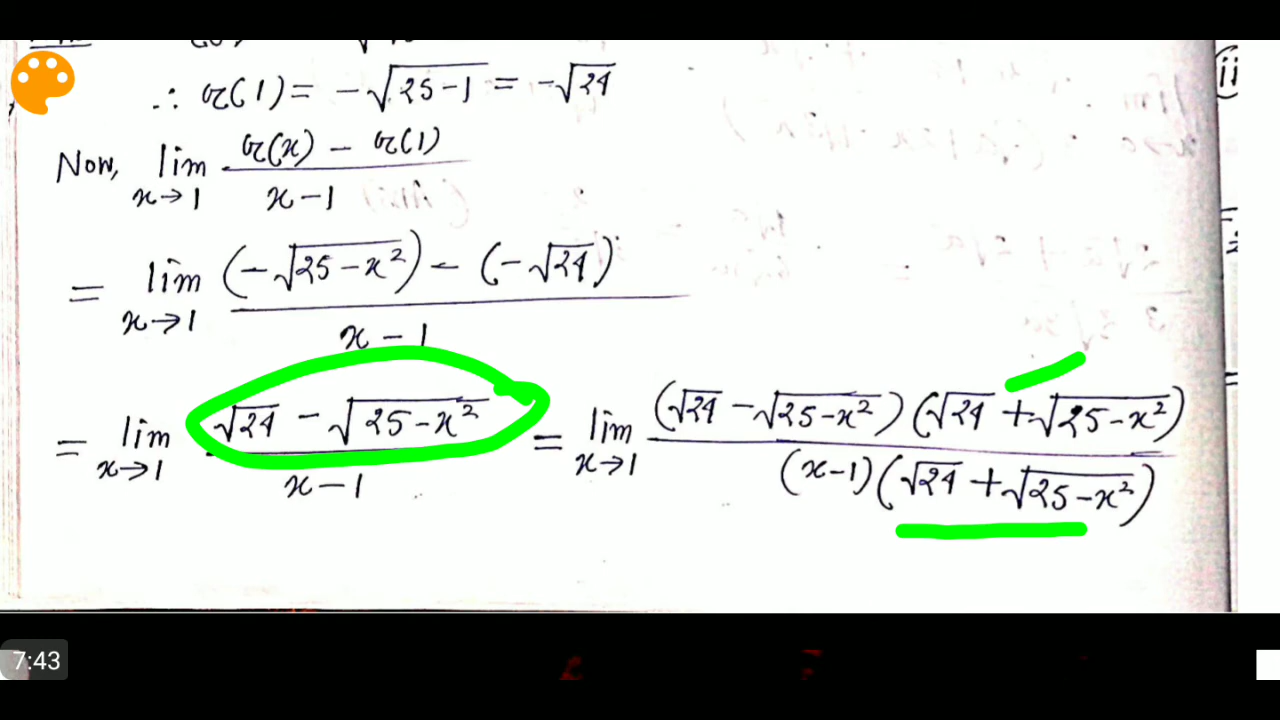 ∴ G(1) = -√(25-1) = -√24
Now, lim x→1 (G(x) - G(1))/(x-1)
= lim x→1 ((-√(25-x²)) - (-√24))/(x-1)
= lim x→1 (√24 - √(25-x²))/(x-1) = lim x→1 ((√24 - √(25-x²))(√24 + √(25-x²)))/((x-1)(√24 + √(25-x²)))
7:43